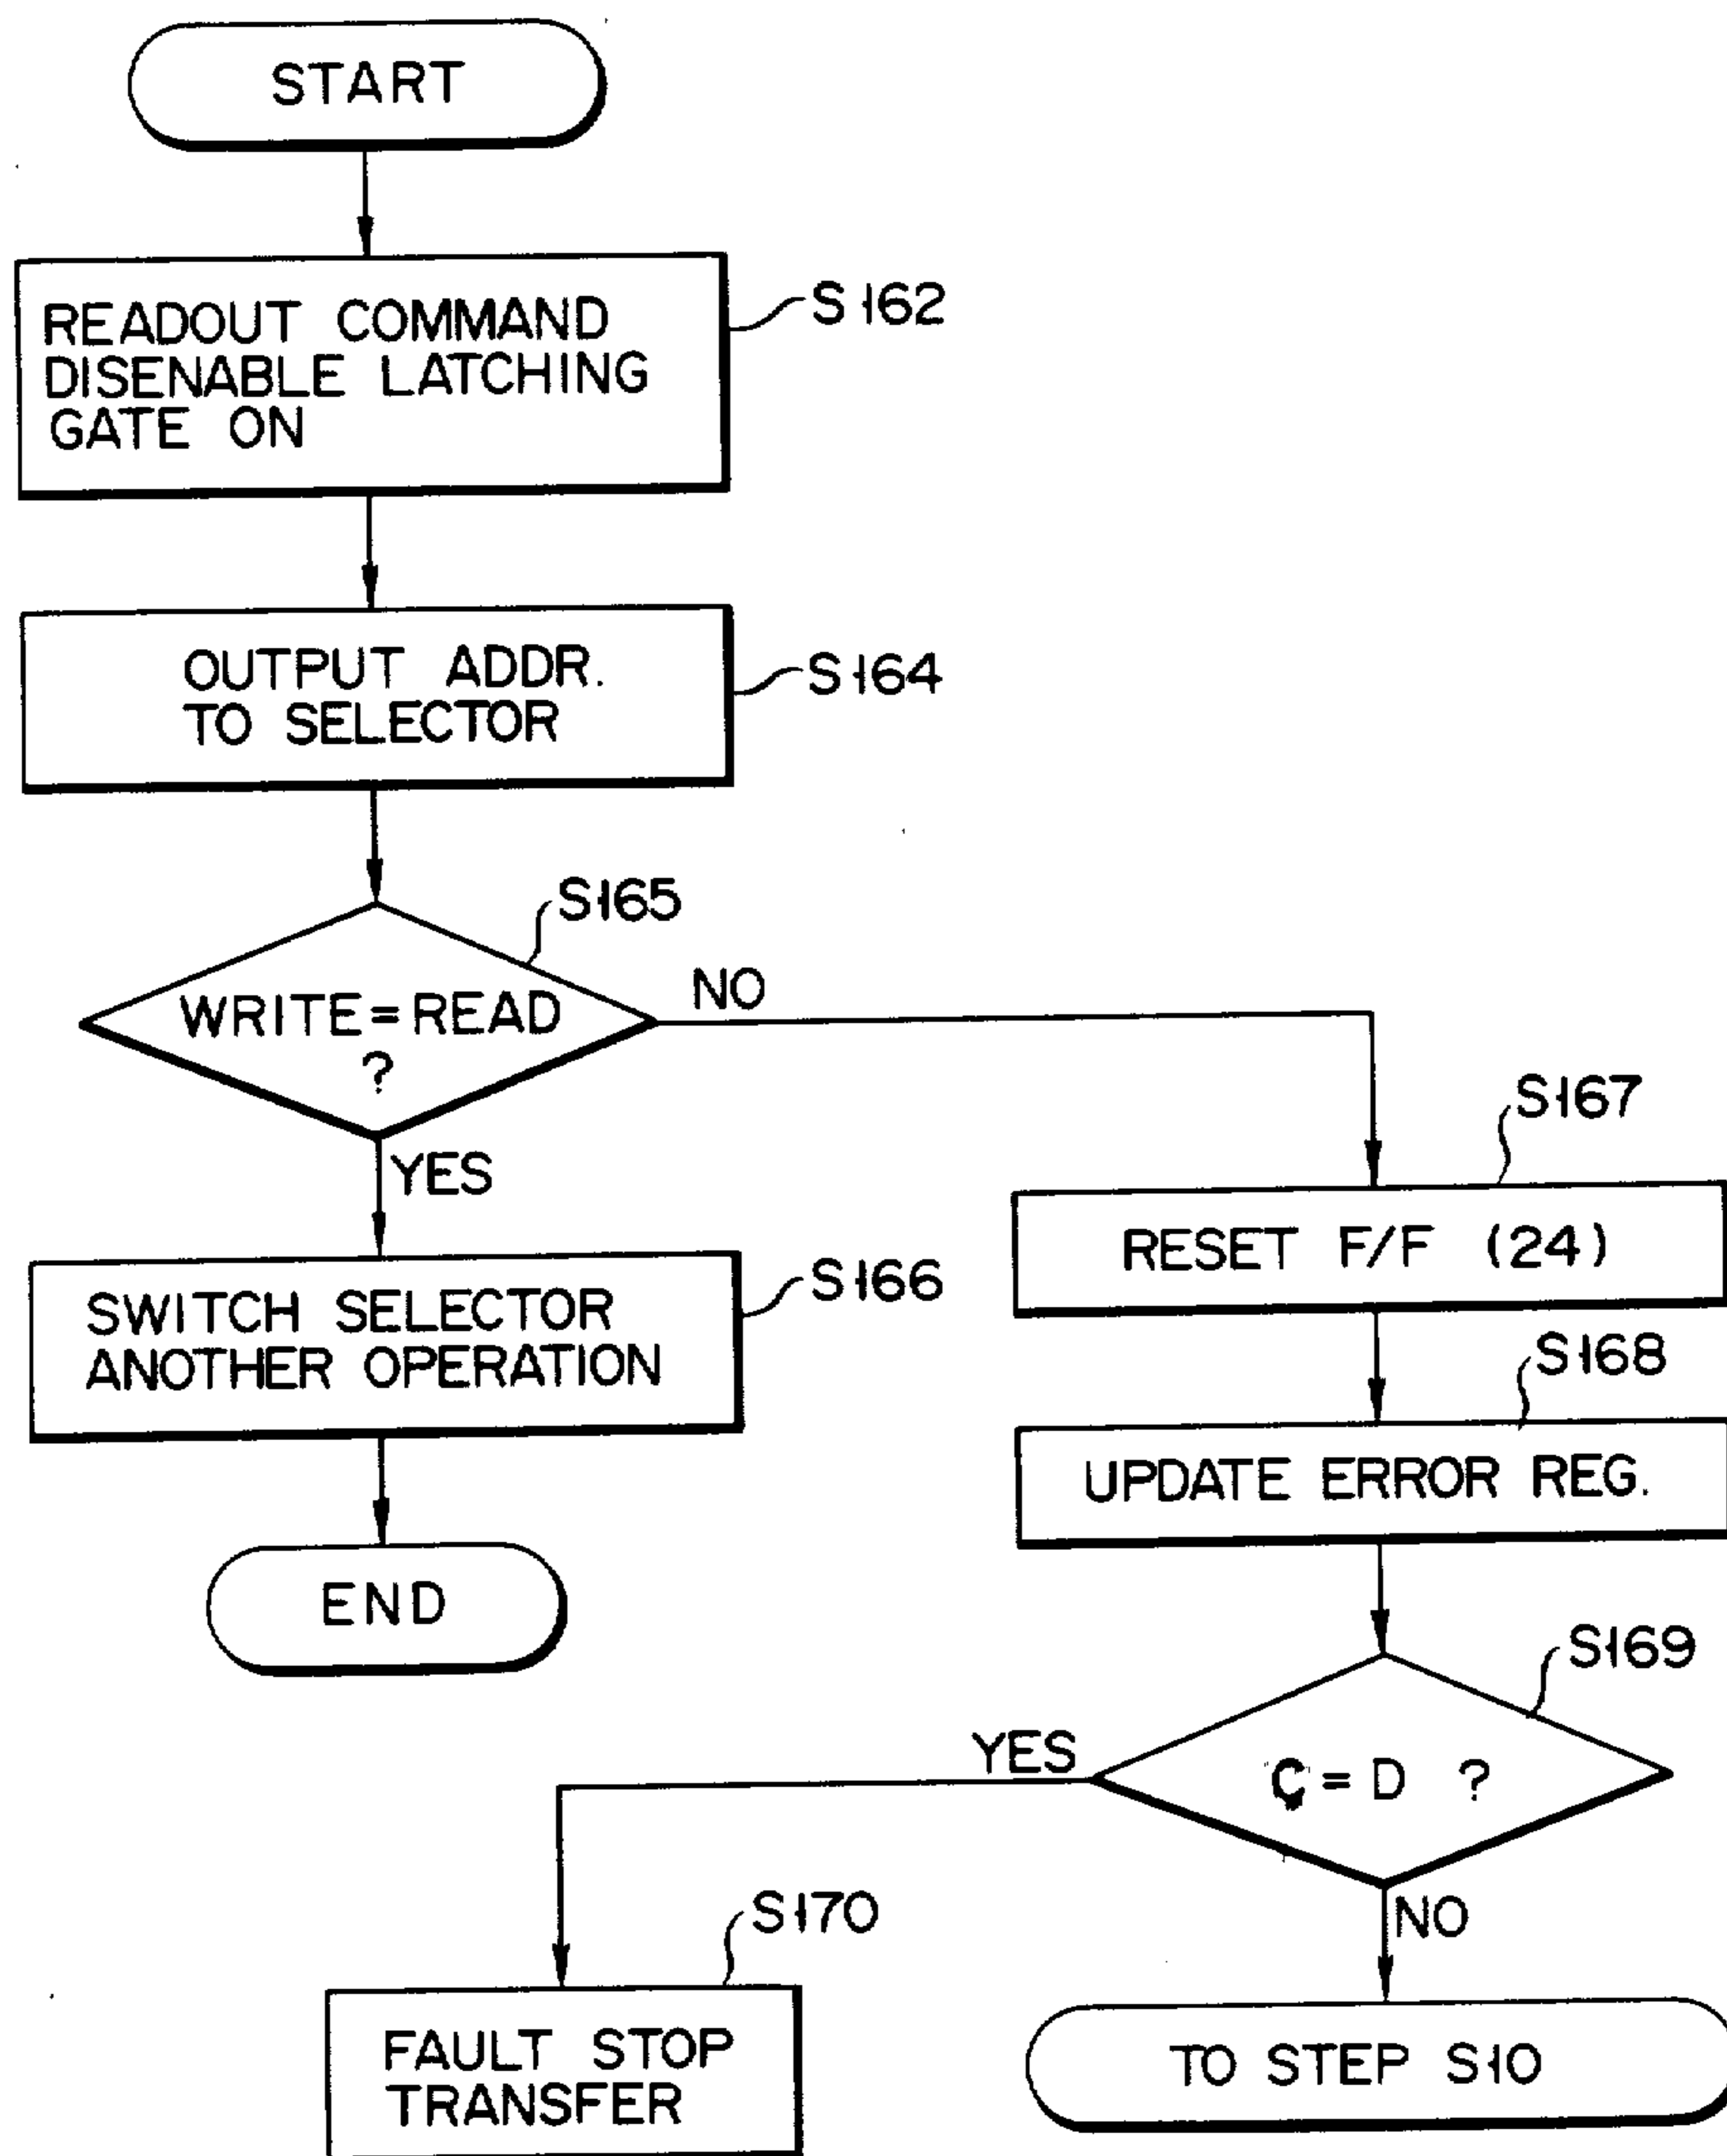 START
READOUT COMMAND
DISENABLE LATCHING
GATE ON
S162
OUTPUT ADDR.
TO SELECTOR
S164
S165
WRITE=READ
?
NO
YES
S167
RESET F/F (24)
SWITCH SELECTOR
ANOTHER OPERATION
S166
S168
UPDATE ERROR REG.
END
S169
C=D ?
YES
NO
S170
FAULT STOP
TRANSFER
TO STEP S10